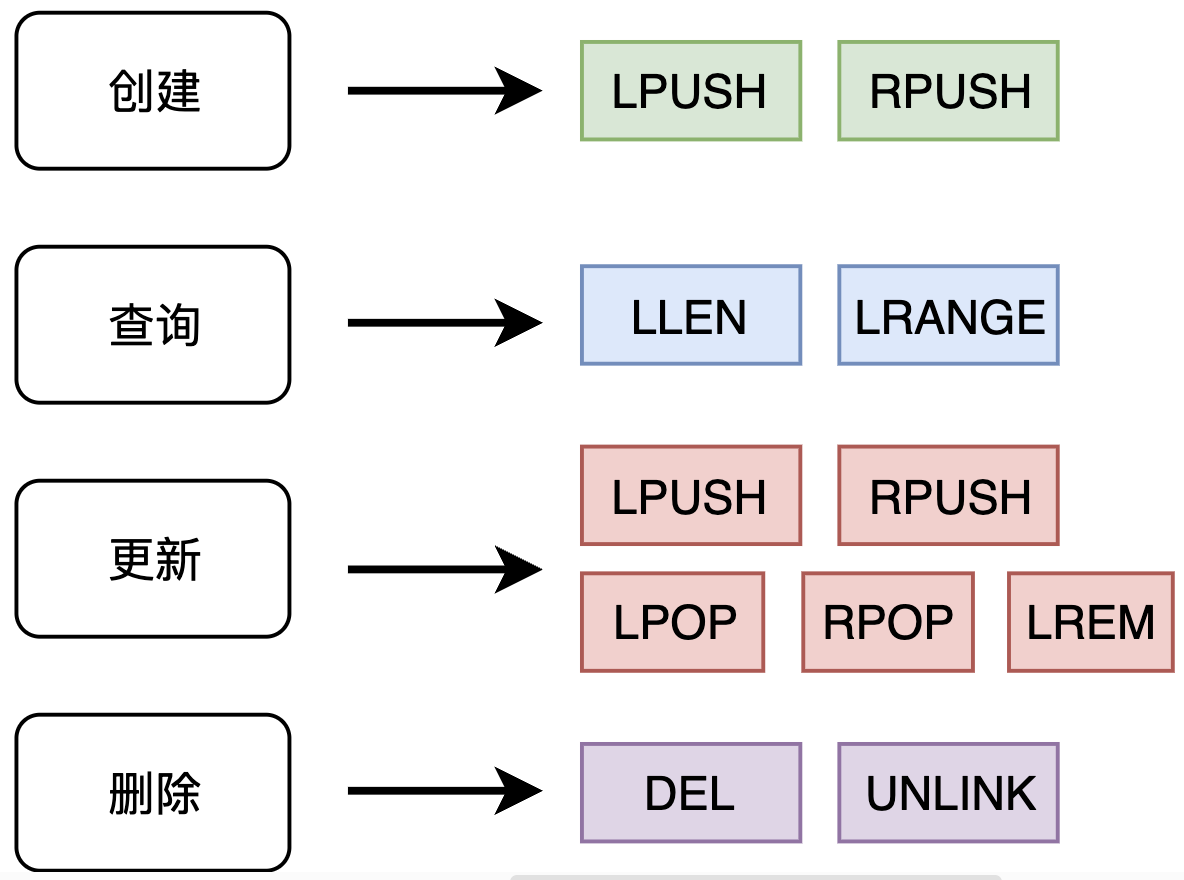 创建
LPUSH RPUSH
查询
LLEN LRANGE
更新
LPUSH RPUSH
LPOP RPOP LREM
删除
DEL UNLINK